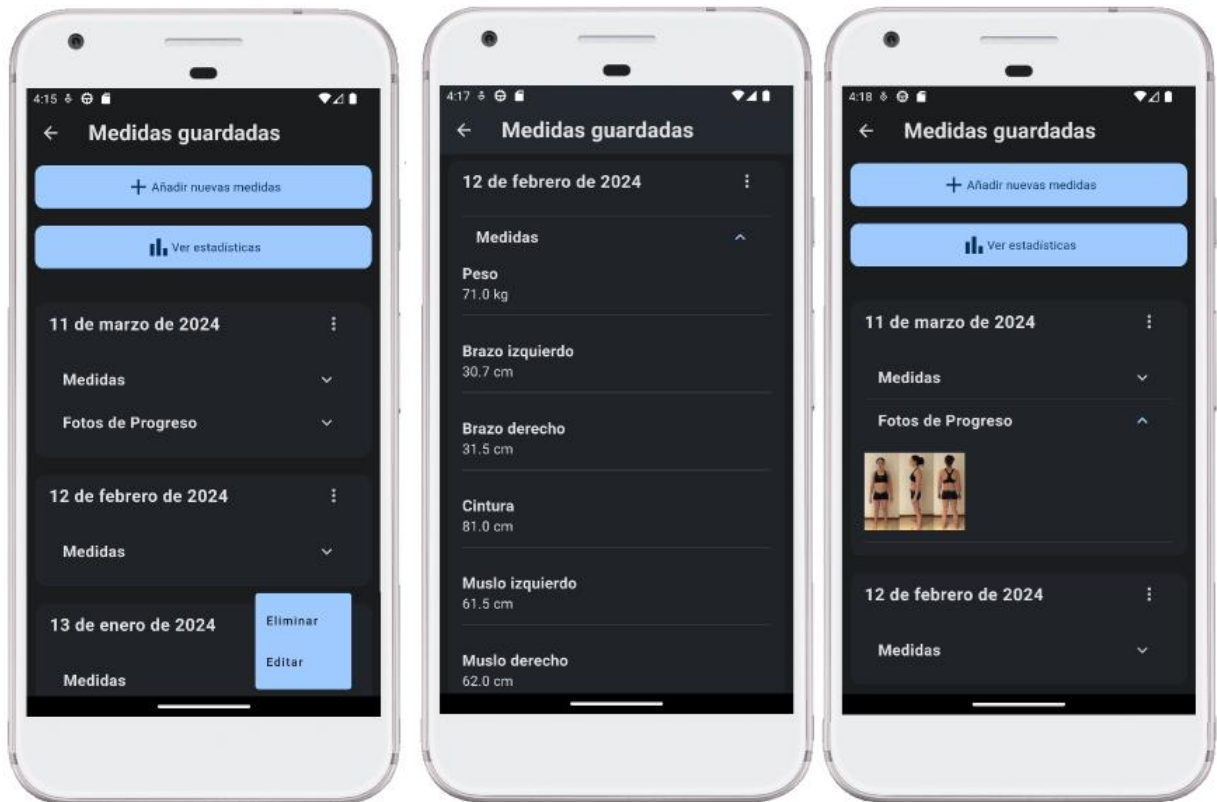 4:15
Medidas guardadas
Añadir nuevas medidas
Ver estadísticas
11 de marzo de 2024
Medidas
Fotos de Progreso
12 de febrero de 2024
Medidas
13 de enero de 2024
Eliminar
Editar
Medidas
4:17
Medidas guardadas
12 de febrero de 2024
Medidas
Peso
71.0 kg
Brazo izquierdo
30.7 cm
Brazo derecho
31.5 cm
Cintura
81.0 cm
Muslo izquierdo
61.5 cm
Muslo derecho
62.0 cm
4:18
Medidas guardadas
Añadir nuevas medidas
Ver estadísticas
11 de marzo de 2024
Medidas
Fotos de Progreso
12 de febrero de 2024
Medidas